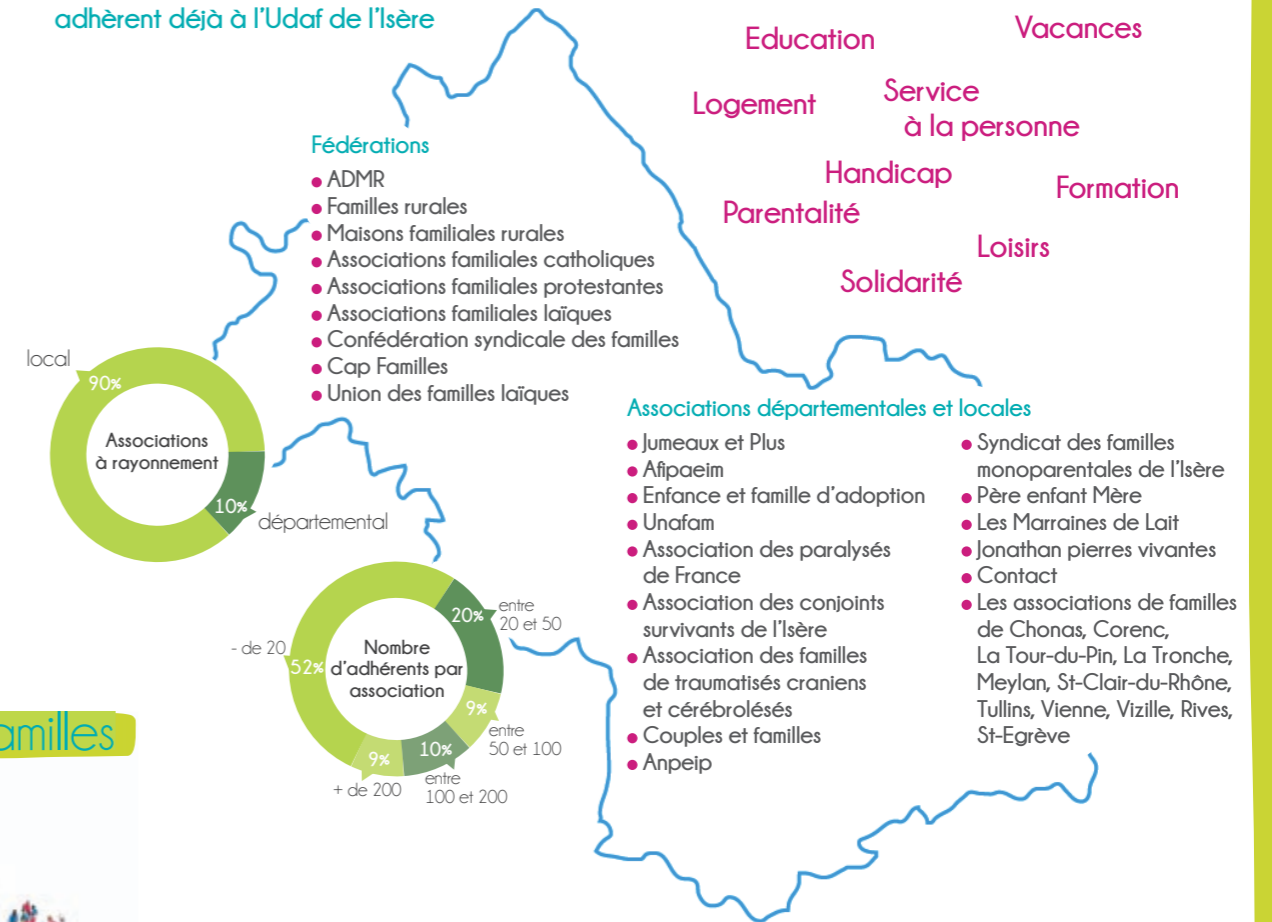 adhèrent déjà à l'Udaf de l'Isère
Education
Vacances
Logement
Service
à la personne
Handicap
Formation
Parentalité
Loisirs
Solidarité
Fédérations
• ADMR
• Familles rurales
• Maisons familiales rurales
• Associations familiales catholiques
• Associations familiales protestantes
• Associations familiales laïques
• Confédération syndicale des familles
• Cap Familles
• Union des familles laïques
local
90%
Associations
à rayonnement
10%
départemental
- de 20
52%
Nombre
d'adhérents par
association
20%
entre
20 et 50
9%
entre
50 et 100
10%
entre
100 et 200
9%
+ de 200
Associations départementales et locales
• Jumeaux et Plus
• Afipaeim
• Enfance et famille d'adoption
• Unafam
• Association des paralysés
de France
• Association des conjoints
survivants de l'Isère
• Association des familles
de traumatisés craniens
et cérébrolésés
• Couples et familles
• Anpeip
• Syndicat des familles
monoparentales de l'Isère
• Père enfant Mère
• Les Marraines de Lait
• Jonathan pierres vivantes
• Contact
• Les associations de familles
de Chonas, Corenc,
La Tour-du-Pin, La Tronche,
Meylan, St-Clair-du-Rhône,
Tullins, Vienne, Vizille, Rives,
St-Egrève
amilles